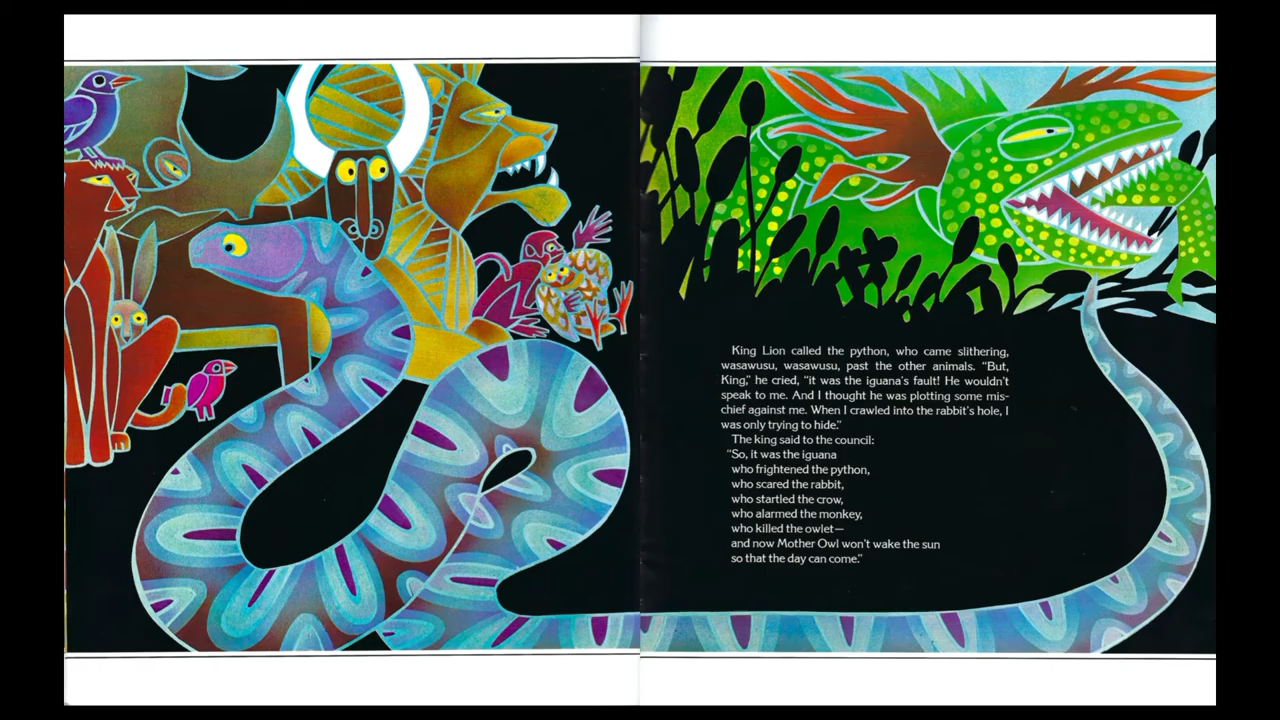 King Lion called the python, who came slithering,
wasawusu, wasawusu, past the other animals. “But,
King,” he cried, “it was the iguana’s fault! He wouldn’t
speak to me. And I thought he was plotting some mis-
chief against me. When I crawled into the rabbit’s hole, I
was only trying to hide.”
The king said to the council:
“So, it was the iguana
who frightened the python,
who scared the rabbit,
who startled the crow,
who alarmed the monkey,
who killed the owlet—
and now Mother Owl won’t wake the sun
so that the day can come.”